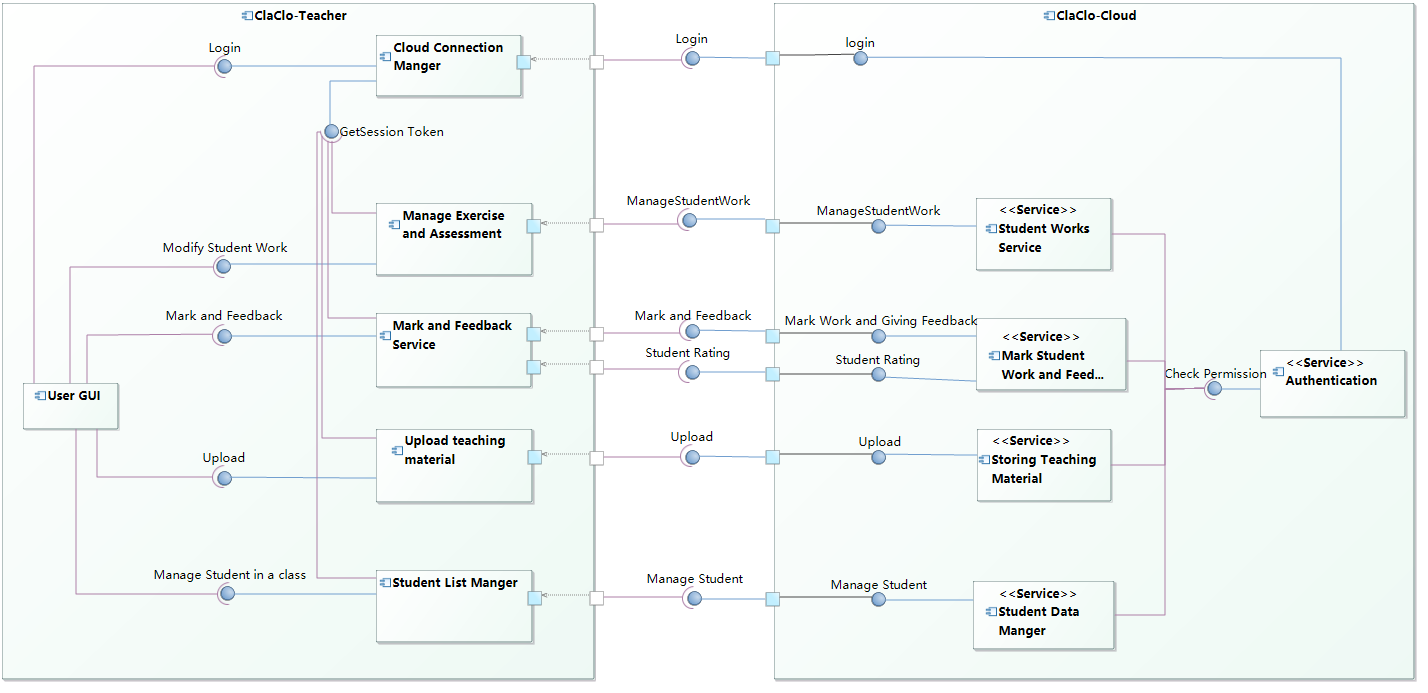 ClaClo-Teacher
ClaClo-Cloud
Login
Cloud Connection
Manger
Login
login
GetSession Token
Manage Exercise
and Assessment
ManageStudentWork
ManageStudentWork
<<Service>>
Student Works
Service
Modify Student Work
Mark and Feedback
Mark and Feedback
Service
Mark and Feedback
Student Rating
Mark Work and Giving Feedback
Student Rating
<<Service>>
Mark Student
Work and Feed...
Check Permission
<<Service>>
Authentication
User GUI
Upload
Upload teaching
material
Upload
Upload
<<Service>>
Storing Teaching
Material
Manage Student in a class
Student List Manger
Manage Student
Manage Student
<<Service>>
Student Data
Manger